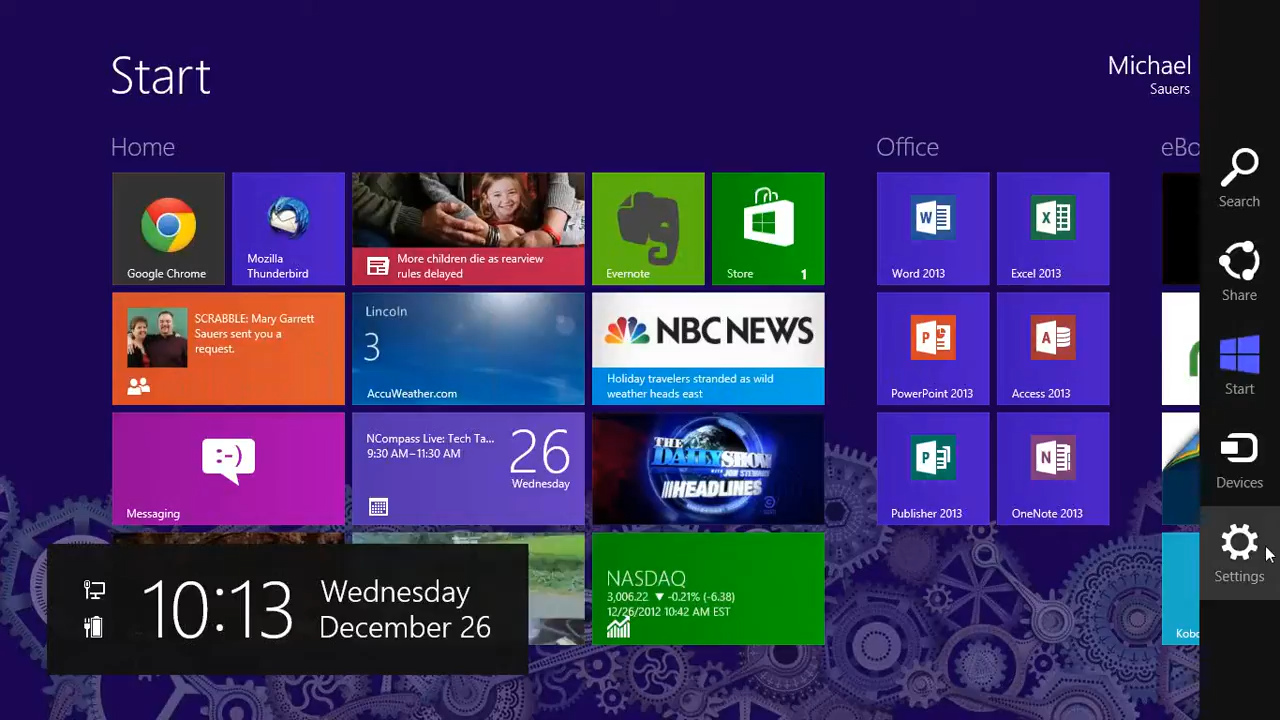 Start
Michael
Sauers
Home
Office
eBo
Google Chrome
Mozilla
Thunderbird
More children die as rearview
rules delayed
Evernote
Store
1
Word 2013
Excel 2013
SCRABBLE: Mary Garrett
Sauers sent you a
request.
Lincoln
3
AccuWeather.com
NBC NEWS
Holiday travelers stranded as wild
weather heads east
PowerPoint 2013
Access 2013
:-)
Messaging
NCompass Live: Tech Ta...
9:30 AM–11:30 AM
26
Wednesday
THE
DAILY SHOW
WITH JON STEWART
HEADLINES
Publisher 2013
OneNote 2013
10:13
Wednesday
December 26
NASDAQ
3,006.22 ▼ -0.21% (-6.38)
12/26/2012 10:42 AM EST
Kobo
Search
Share
Start
Devices
Settings